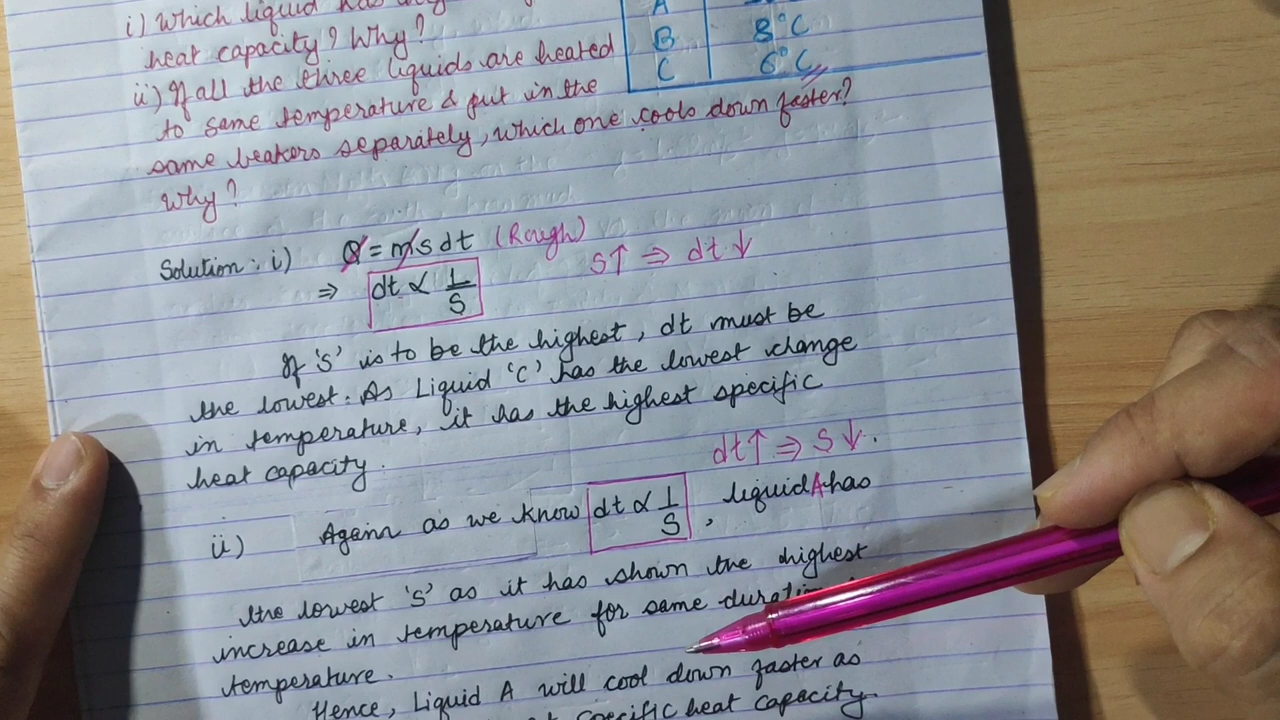 i) Which liquid has
heat capacity? Why?
ii) If all the three liquids are heated
to same temperature & put in the
same beakers separately, which one cools down faster?
Why?
A
B 8°C
C 6°C
Solution: i) Q = msdt (Rough)
s↑ ⇒ dt↓
⇒ dt ∝ 1/S
If 's' is to be the highest, dt must be
the lowest. As Liquid 'C' has the lowest change
in temperature, it has the highest specific
heat capacity.
dt↑ ⇒ S↓.
ii) Again as we know dt ∝ 1/S, liquid A has
the lowest 's' as it has shown the highest
increase in temperature for same
temperature.
Hence, Liquid A will cool down faster as
specific heat capacity.